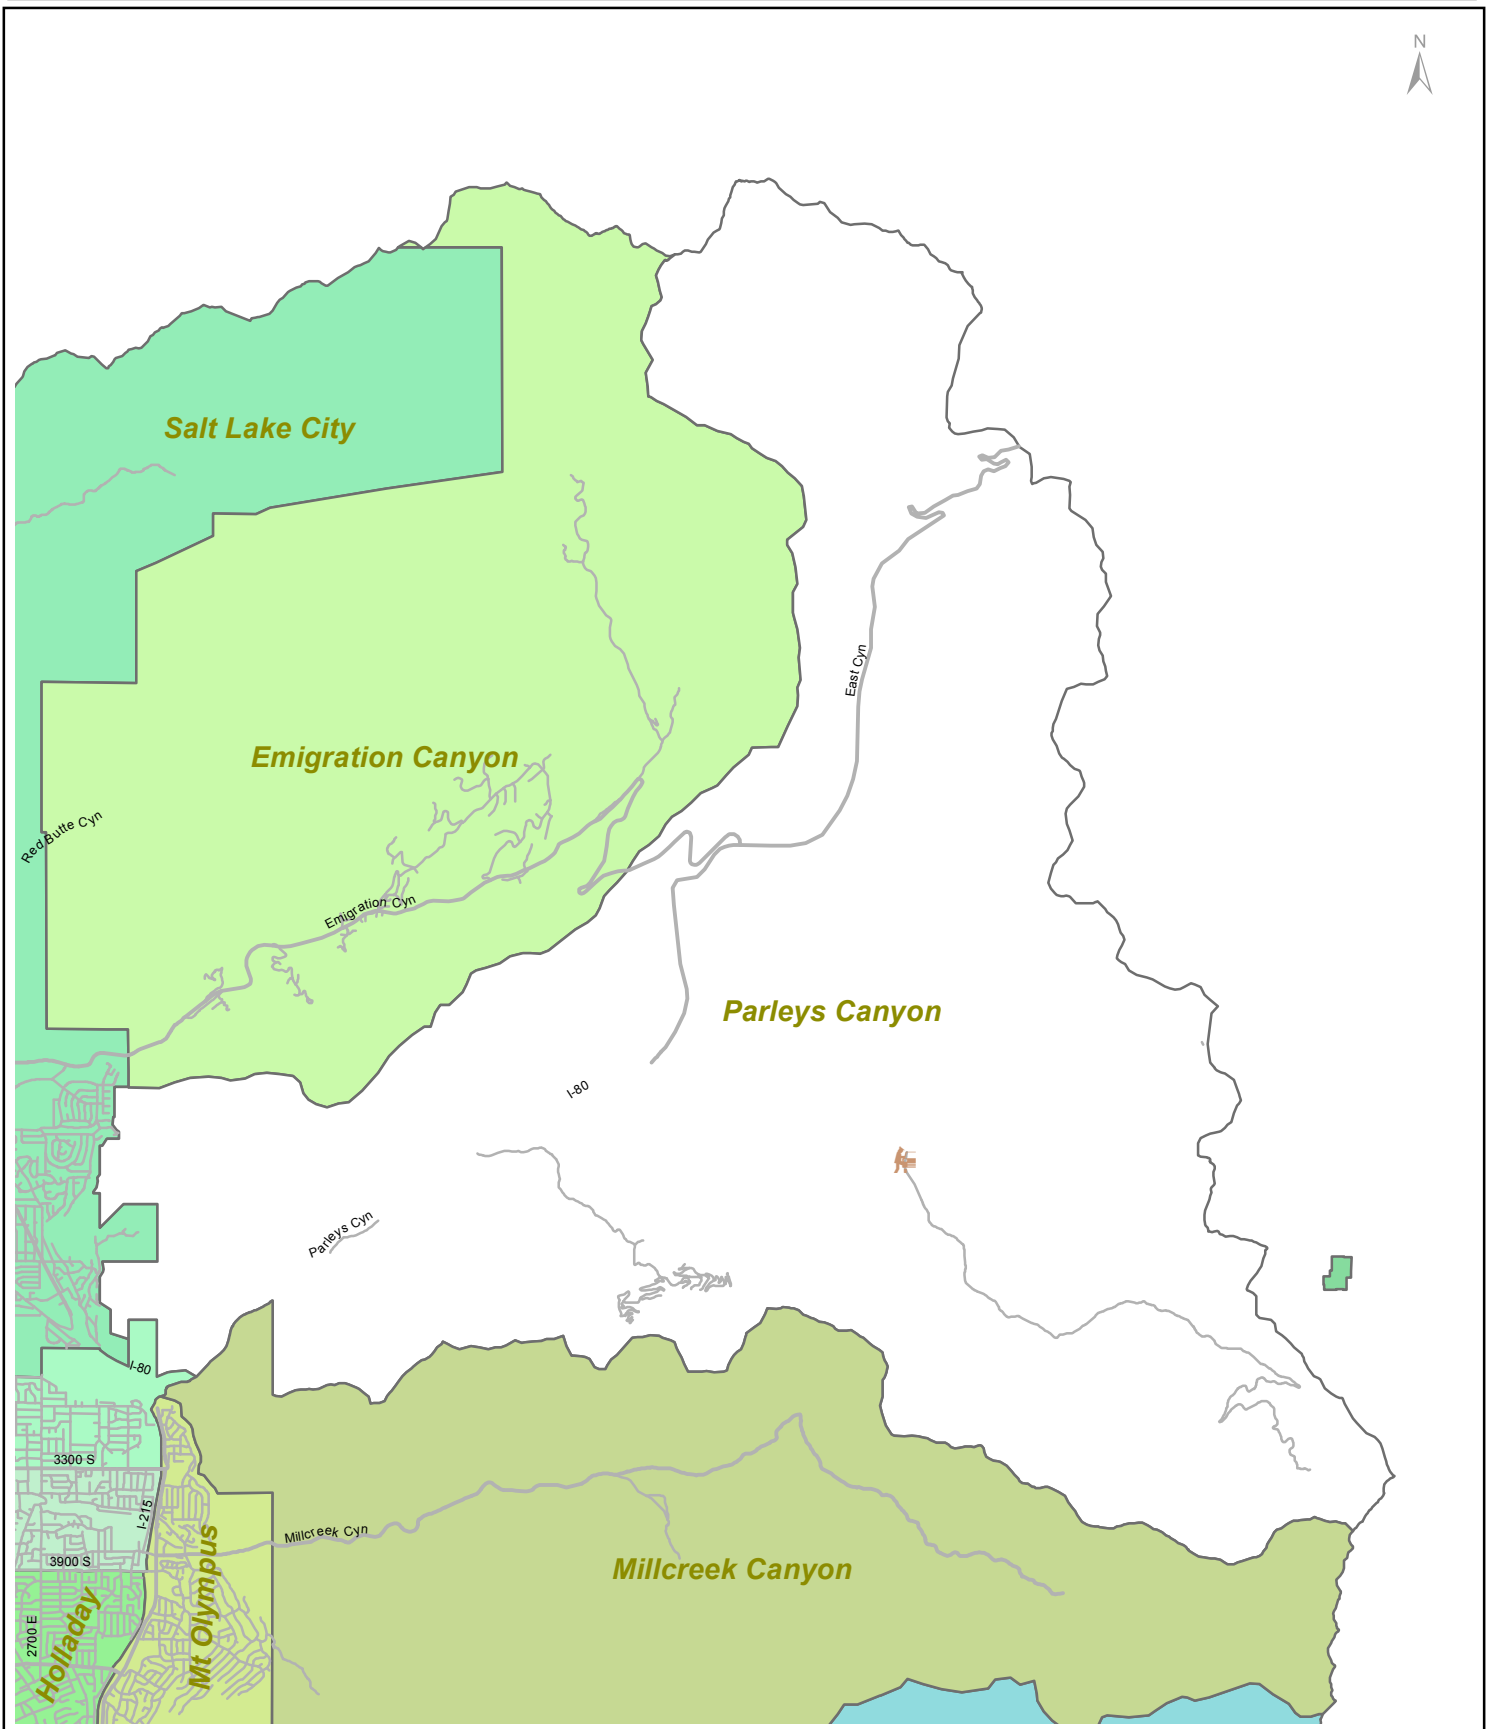 N
Salt Lake City
East Cyn
Emigration Canyon
Red Butte Cyn
Emigration Cyn
Parleys Canyon
I-80
Parleys Cyn
I-80
3300 S
I-215
Millcreek Cyn
3900 S
Millcreek Canyon
Mt Olympus
Holladay
2700 E